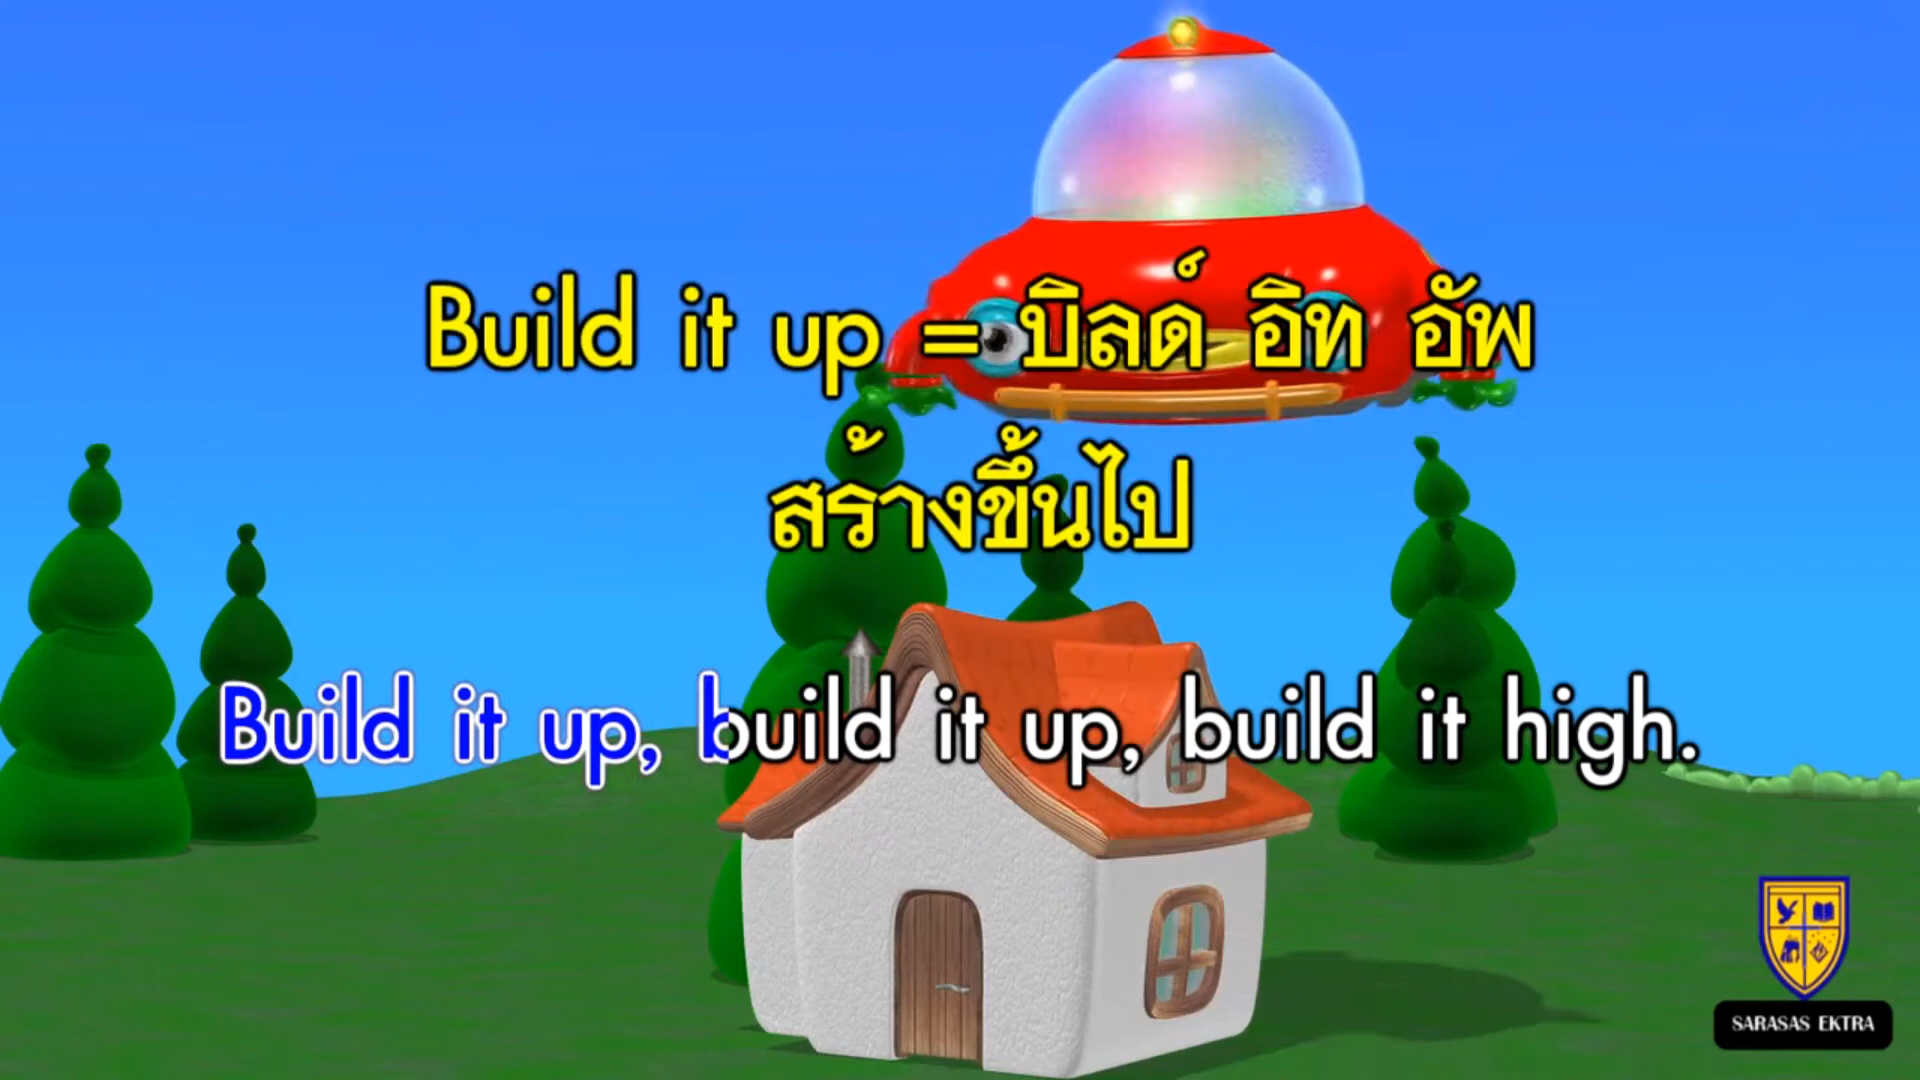 Build it up = บิลด์ อิท อัพ
สร้างขึ้นไป
Build it up, build it up, build it high.
SARASAS EKTRA